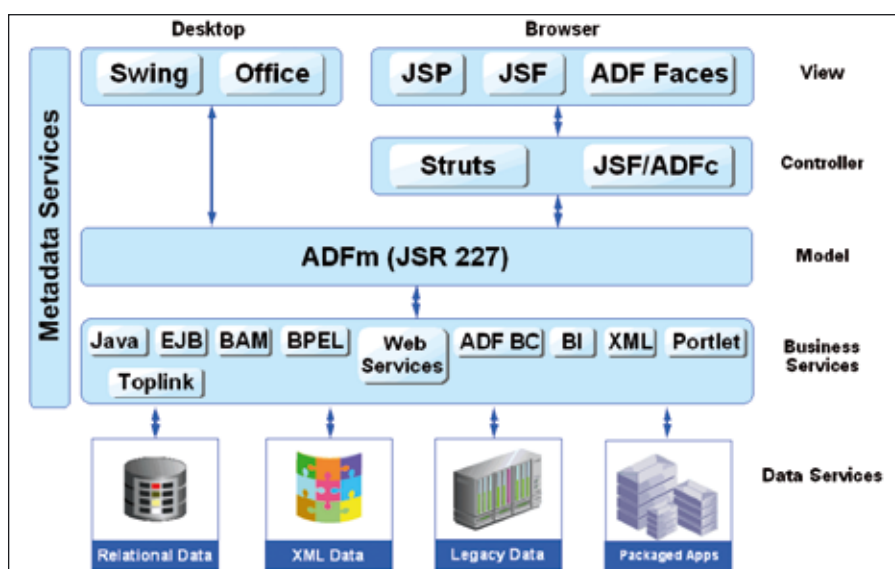 Desktop
Browser
Swing
Office
JSP
JSF
ADF Faces
View
Metadata Services
Struts
JSF/ADFc
Controller
ADFm (JSR 227)
Model
Java
EJB
BAM
BPEL
Web
Services
ADF BC
BI
XML
Portlet
Toplink
Business
Services
Data Services
Relational Data
XML Data
Legacy Data
Packaged Apps